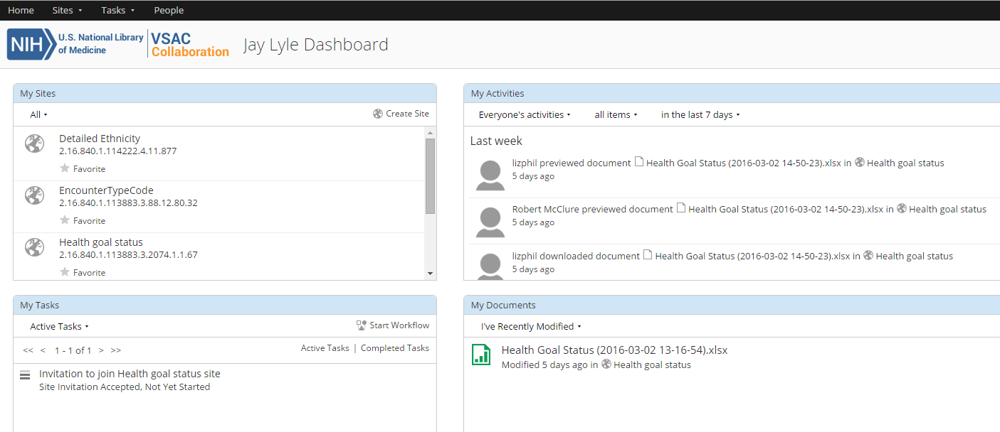 Home Sites Tasks People
NIH U.S. National Library of Medicine VSAC Collaboration Jay Lyle Dashboard
My Sites
All Create Site
Detailed Ethnicity
2.16.840.1.114222.4.11.877
Favorite
EncounterTypeCode
2.16.840.1.113883.3.88.12.80.32
Favorite
Health goal status
2.16.840.1.113883.3.2074.1.1.67
Favorite
My Activities
Everyone's activities all items in the last 7 days
Last week
lizphil previewed document Health Goal Status (2016-03-02 14-50-23).xlsx in Health goal status
5 days ago
Robert McClure previewed document Health Goal Status (2016-03-02 14-50-23).xlsx in Health goal status
5 days ago
lizphil downloaded document Health Goal Status (2016-03-02 14-50-23).xlsx in Health goal status
5 days ago
My Tasks
Active Tasks Start Workflow
<< < 1 - 1 of 1 > >> Active Tasks | Completed Tasks
Invitation to join Health goal status site
Site Invitation Accepted, Not Yet Started
My Documents
I've Recently Modified
Health Goal Status (2016-03-02 13-16-54).xlsx
Modified 5 days ago in Health goal status